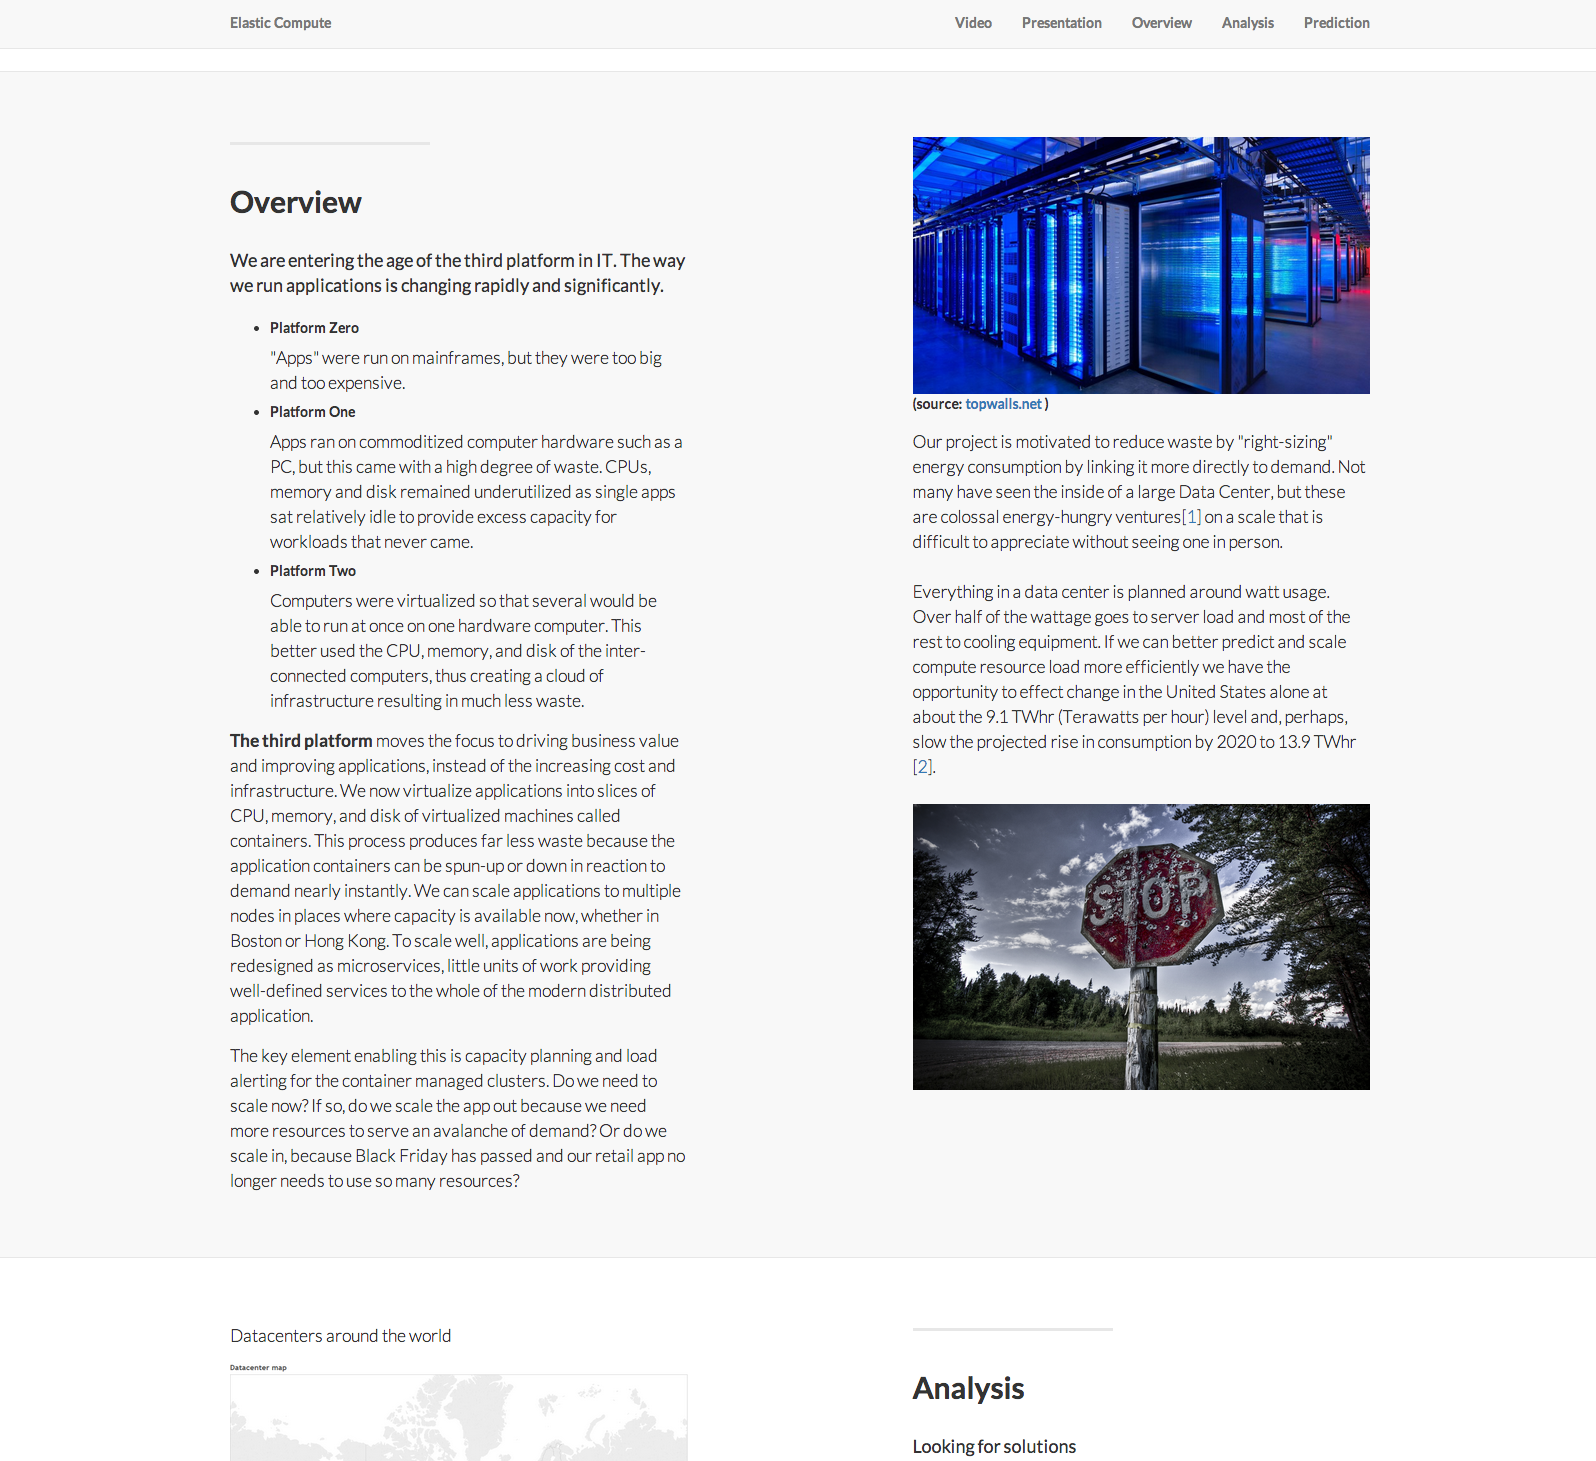 Elastic Compute
Video Presentation Overview Analysis Prediction
Overview
We are entering the age of the third platform in IT. The way
we run applications is changing rapidly and significantly.
• Platform Zero
"Apps" were run on mainframes, but they were too big
and too expensive.
• Platform One
Apps ran on commoditized computer hardware such as a
PC, but this came with a high degree of waste. CPUs,
memory and disk remained underutilized as single apps
sat relatively idle to provide excess capacity for
workloads that never came.
• Platform Two
Computers were virtualized so that several would be
able to run at once on one hardware computer. This
better used the CPU, memory, and disk of the inter-
connected computers, thus creating a cloud of
infrastructure resulting in much less waste.
The third platform moves the focus to driving business value
and improving applications, instead of the increasing cost and
infrastructure. We now virtualize applications into slices of
CPU, memory, and disk of virtualized machines called
containers. This process produces far less waste because the
application containers can be spun-up or down in reaction to
demand nearly instantly. We can scale applications to multiple
nodes in places where capacity is available now, whether in
Boston or Hong Kong. To scale well, applications are being
redesigned as microservices, little units of work providing
well-defined services to the whole of the modern distributed
application.
The key element enabling this is capacity planning and load
alerting for the container managed clusters. Do we need to
scale now? If so, do we scale the app out because we need
more resources to serve an avalanche of demand? Or do we
scale in, because Black Friday has passed and our retail app no
longer needs to use so many resources?
(source: topwalls.net )
Our project is motivated to reduce waste by "right-sizing"
energy consumption by linking it more directly to demand. Not
many have seen the inside of a large Data Center, but these
are colossal energy-hungry ventures[1] on a scale that is
difficult to appreciate without seeing one in person.
Everything in a data center is planned around watt usage.
Over half of the wattage goes to server load and most of the
rest to cooling equipment. If we can better predict and scale
compute resource load more efficiently we have the
opportunity to effect change in the United States alone at
about the 9.1 TWhr (Terawatts per hour) level and, perhaps,
slow the projected rise in consumption by 2020 to 13.9 TWhr
[2].
STOP
Datacenters around the world
Datacenter map
Analysis
Looking for solutions